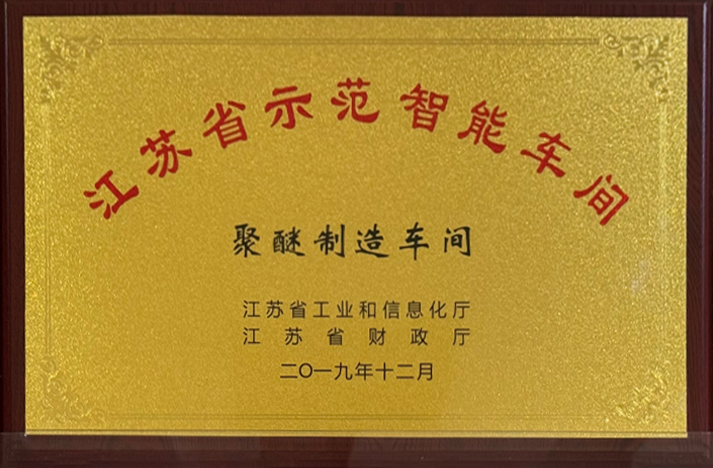 江苏省示范智能车间
聚醚制造车间
江苏省工业和信息化厅
江苏省财政厅
二〇一九年十二月